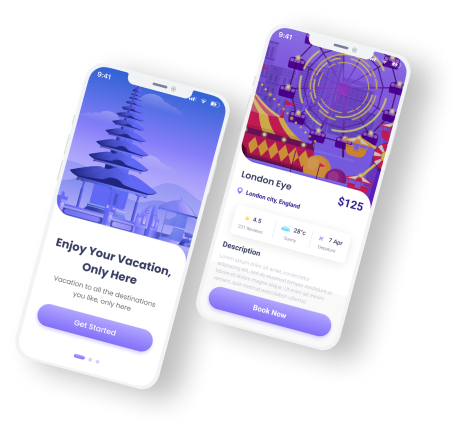 9:41
Enjoy Your Vacation,
Only Here
Vacation to all the destinations
you like, only here
Get Started
9:41
London Eye
London city, England
$125
4.5
28°c
Sunny
7 Apr
Departure
Description
Lorem ipsum dolor sit amet, consectetur
adipiscing elit, sed do eiusmod tempor incididunt ut
labore et dolore magna aliqua. Ut enim ad minim
veniam, quis nostrud exercitation ullamco
Book Now